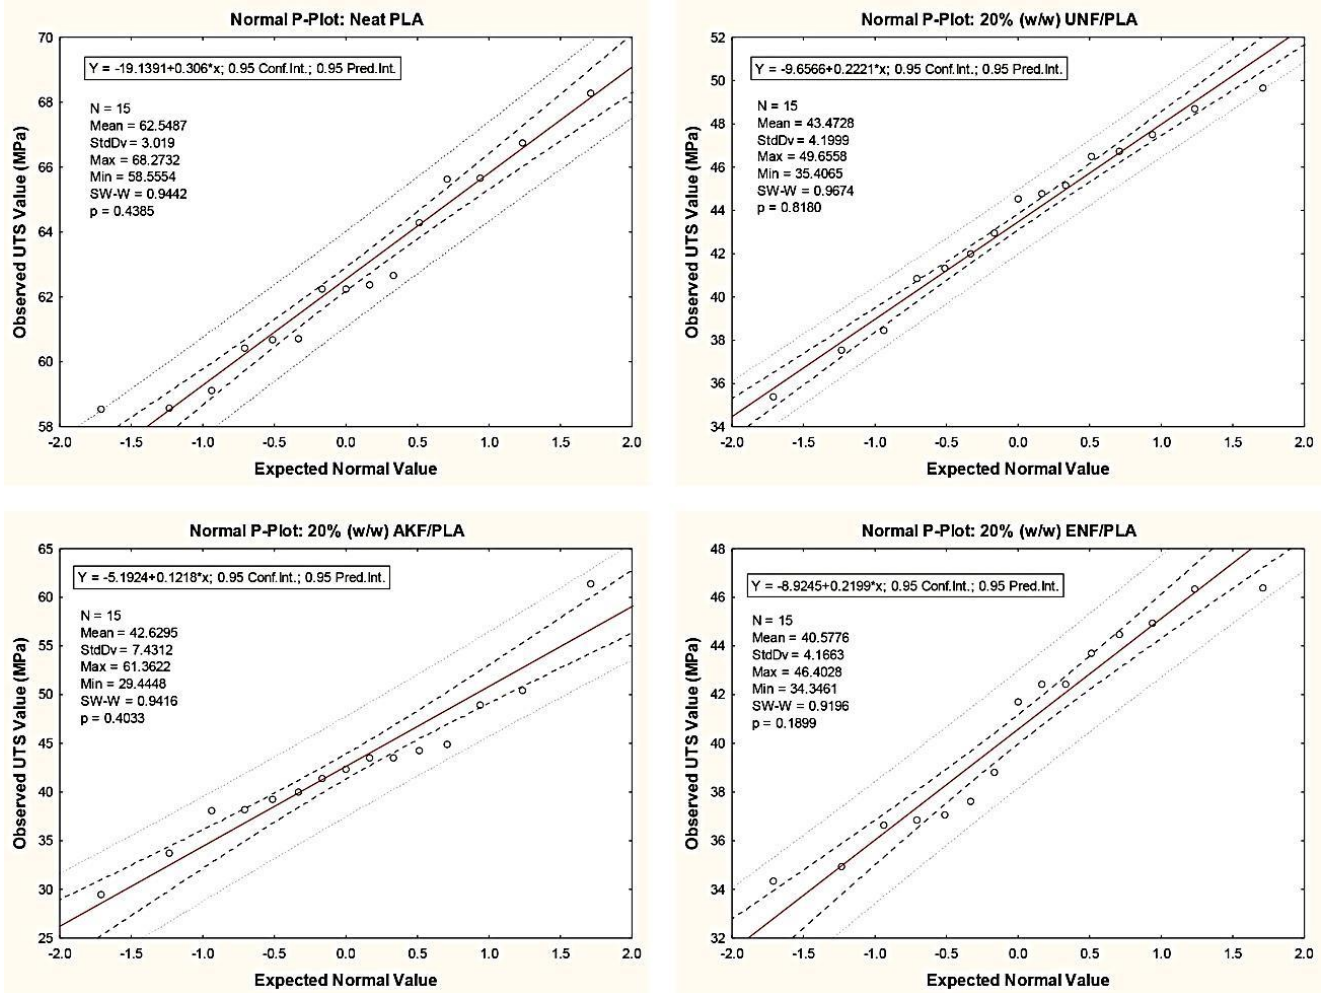 Normal P-Plot: Neat PLA
Y = -19.1391+0.306*x; 0.95 Conf.Int.; 0.95 Pred.Int.
N = 15
Mean = 62.5487
StdDv = 3.019
Max = 68.2732
Min = 58.5554
SW-W = 0.9442
p = 0.4385
Observed UTS Value (MPa)
70
68
66
64
62
60
58
-2.0 -1.5 -1.0 -0.5 0.0 0.5 1.0 1.5 2.0
Expected Normal Value
Normal P-Plot: 20% (w/w) UNF/PLA
Y = -9.6566+0.2221*x; 0.95 Conf.Int.; 0.95 Pred.Int.
N = 15
Mean = 43.4728
StdDv = 4.1999
Max = 49.6558
Min = 35.4065
SW-W = 0.9674
p = 0.8180
Observed UTS Value (MPa)
52
50
48
46
44
42
40
38
36
34
-2.0 -1.5 -1.0 -0.5 0.0 0.5 1.0 1.5 2.0
Expected Normal Value
Normal P-Plot: 20% (w/w) AKF/PLA
Y = -5.1924+0.1218*x; 0.95 Conf.Int.; 0.95 Pred.Int.
N = 15
Mean = 42.6295
StdDv = 7.4312
Max = 61.3622
Min = 29.4448
SW-W = 0.9416
p = 0.4033
Observed UTS Value (MPa)
65
60
55
50
45
40
35
30
25
-2.0 -1.5 -1.0 -0.5 0.0 0.5 1.0 1.5 2.0
Expected Normal Value
Normal P-Plot: 20% (w/w) ENF/PLA
Y = -8.9245+0.2199*x; 0.95 Conf.Int.; 0.95 Pred.Int.
N = 15
Mean = 40.5776
StdDv = 4.1663
Max = 46.4028
Min = 34.3461
SW-W = 0.9196
p = 0.1899
Observed UTS Value (MPa)
48
46
44
42
40
38
36
34
32
-2.0 -1.5 -1.0 -0.5 0.0 0.5 1.0 1.5 2.0
Expected Normal Value